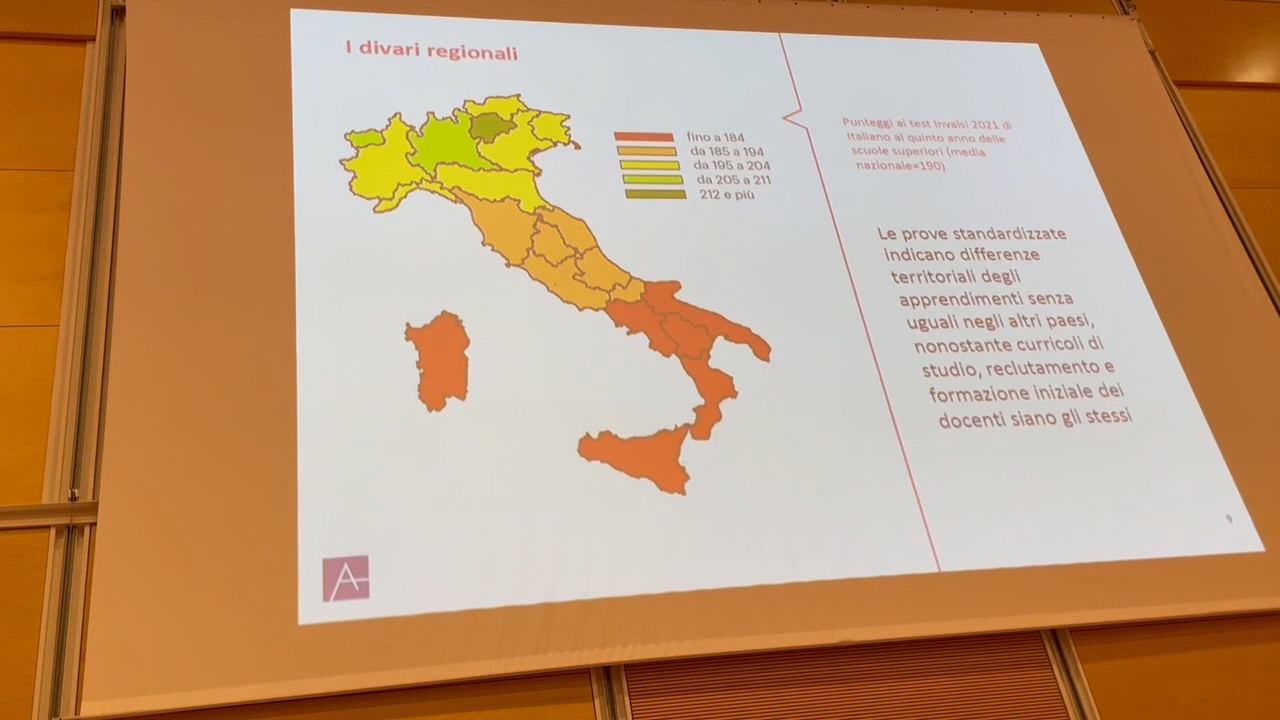 I divari regionali
fino a 184
da 185 a 194
da 195 a 204
da 205 a 211
212 e più
Punteggi ai test Invalsi 2021 di
Italiano al quinto anno delle
scuole superiori (media
nazionale=190)
Le prove standardizzate
indicano differenze
territoriali degli
apprendimenti senza
uguali negli altri paesi,
nonostante curricoli di
studio, reclutamento e
formazione iniziale dei
docenti siano gli stessi
9
A